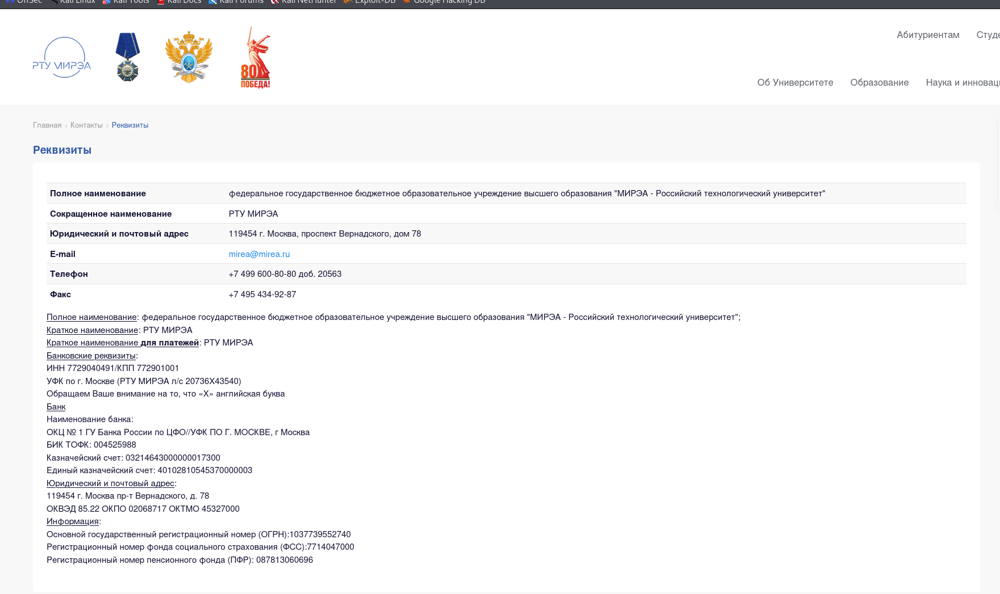 OffSec Kali Linux Kali Tools Kali Docs Kali Forums Kali NetHunter Exploit-DB Google Hacking DB
РТУ МИРЭА
80
ПОБЕДА!
Абитуриентам
Об Университете Образование Наука и
Главная › Контакты › Реквизиты
Реквизиты
Полное наименование федеральное государственное бюджетное образовательное учреждение высшего образования "МИРЭА - Российский технологический университет"
Сокращенное наименование РТУ МИРЭА
Юридический и почтовый адрес 119454 г. Москва, проспект Вернадского, дом 78
E-mail mirea@mirea.ru
Телефон +7 499 600-80-80 доб. 20563
Факс +7 495 434-92-87
Полное наименование: федеральное государственное бюджетное образовательное учреждение высшего образования "МИРЭА - Российский технологический университет";
Краткое наименование: РТУ МИРЭА
Краткое наименование для платежей: РТУ МИРЭА
Банковские реквизиты:
ИНН 7729040491/КПП 772901001
УФК по г. Москве (РТУ МИРЭА л/с 20736X43540)
Обращаем Ваше внимание на то, что «X» английская буква
Банк
Наименование банка:
ОКЦ № 1 ГУ Банка России по ЦФО//УФК ПО Г. МОСКВЕ, г Москва
БИК ТОФК: 004525988
Казначейский счет: 03214643000000017300
Единый казначейский счет: 40102810545370000003
Юридический и почтовый адрес:
119454 г. Москва пр-т Вернадского, д. 78
ОКВЭД 85.22 ОКПО 02068717 ОКТМО 45327000
Информация:
Основной государственный регистрационный номер (ОГРН):1037739552740
Регистрационный номер фонда социального страхования (ФСС):7714047000
Регистрационный номер пенсионного фонда (ПФР): 087813060696